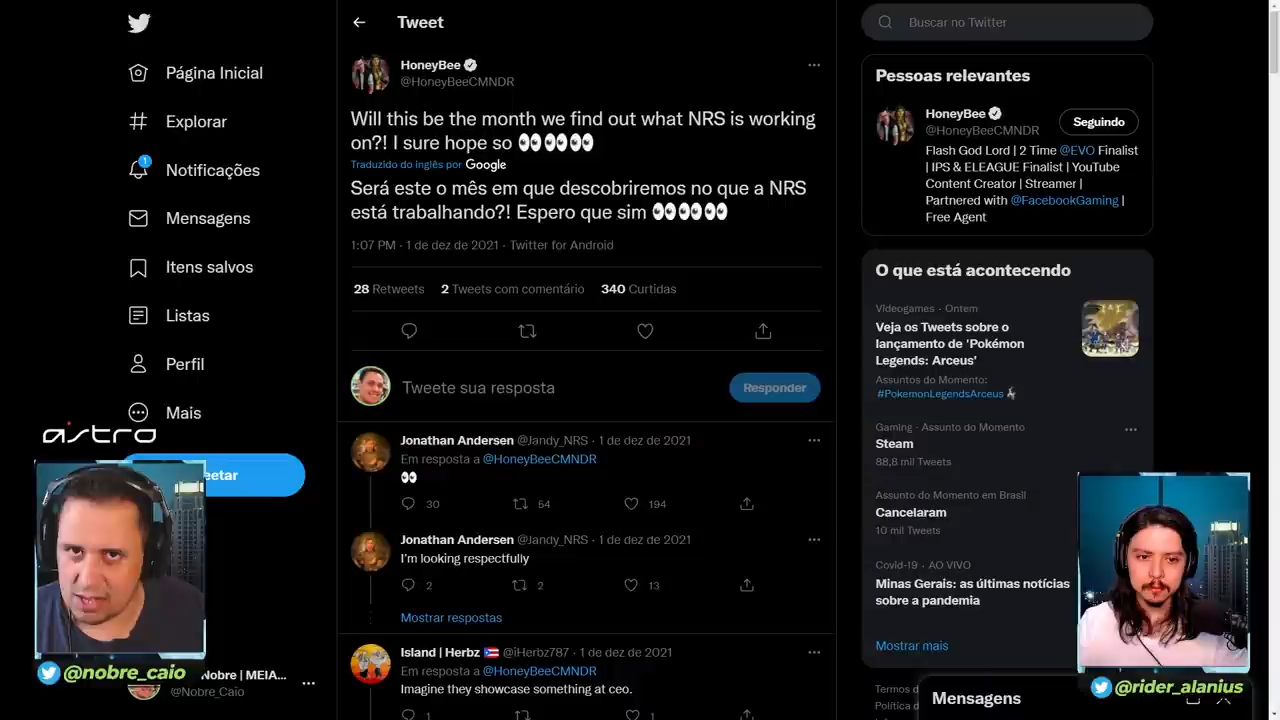 Página Inicial
Explorar
1
Notificações
Mensagens
Itens salvos
Listas
Perfil
Mais
astro
etar
@nobre_caio
Nobre | MEIA...
@Nobre_Caio
Tweet
HoneyBee
@HoneyBeeCMNDR
Will this be the month we find out what NRS is working
on?! I sure hope so 👀👀👀
Traduzido do inglês por Google
Será este o mês em que descobriremos no que a NRS
está trabalhando?! Espero que sim 👀👀👀
1:07 PM · 1 de dez de 2021 · Twitter for Android
28 Retweets 2 Tweets com comentário 340 Curtidas
Tweete sua resposta
Responder
Jonathan Andersen @Jandy_NRS · 1 de dez de 2021
Em resposta a @HoneyBeeCMNDR
👀
30 54 194
Jonathan Andersen @Jandy_NRS · 1 de dez de 2021
I'm looking respectfully
2 2 13
Mostrar respostas
Island | Herbz 🇵🇷 @iHerbz787 · 1 de dez de 2021
Em resposta a @HoneyBeeCMNDR
Imagine they showcase something at ceo.
1 1
Buscar no Twitter
Pessoas relevantes
HoneyBee
@HoneyBeeCMNDR
Seguindo
Flash God Lord | 2 Time @EVO Finalist
| IPS & ELEAGUE Finalist | YouTube
Content Creator | Streamer |
Partnered with @FacebookGaming |
Free Agent
O que está acontecendo
Videogames · Ontem
Veja os Tweets sobre o
lançamento de 'Pokémon
Legends: Arceus'
Assuntos do Momento:
#PokemonLegendsArceus
Gaming · Assunto do Momento
Steam
88,8 mil Tweets
Assunto do Momento em Brasil
Cancelaram
10 mil Tweets
Covid-19 · AO VIVO
Minas Gerais: as últimas notícias
sobre a pandemia
Mostrar mais
Termos d
Política d
Mensagens
@rider_alanius